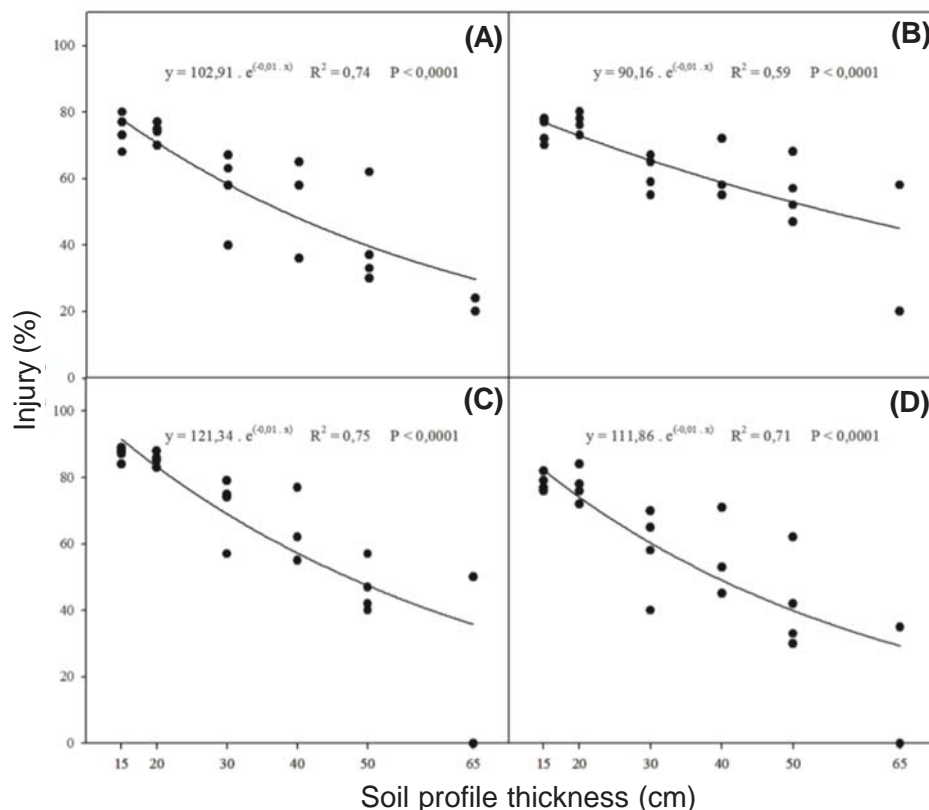 (A) (B)
y = 102,91 . e^(-0,01 . x) R² = 0,74 P < 0,0001
y = 90,16 . e^(-0,01 . x) R² = 0,59 P < 0,0001
100
80
60
40
20
0
(C) (D)
y = 121,34 . e^(-0,01 . x) R² = 0,75 P < 0,0001
y = 111,86 . e^(-0,01 . x) R² = 0,71 P < 0,0001
100
80
60
40
20
0
Injury (%)
15 20 30 40 50 65 15 20 30 40 50 65
Soil profile thickness (cm)